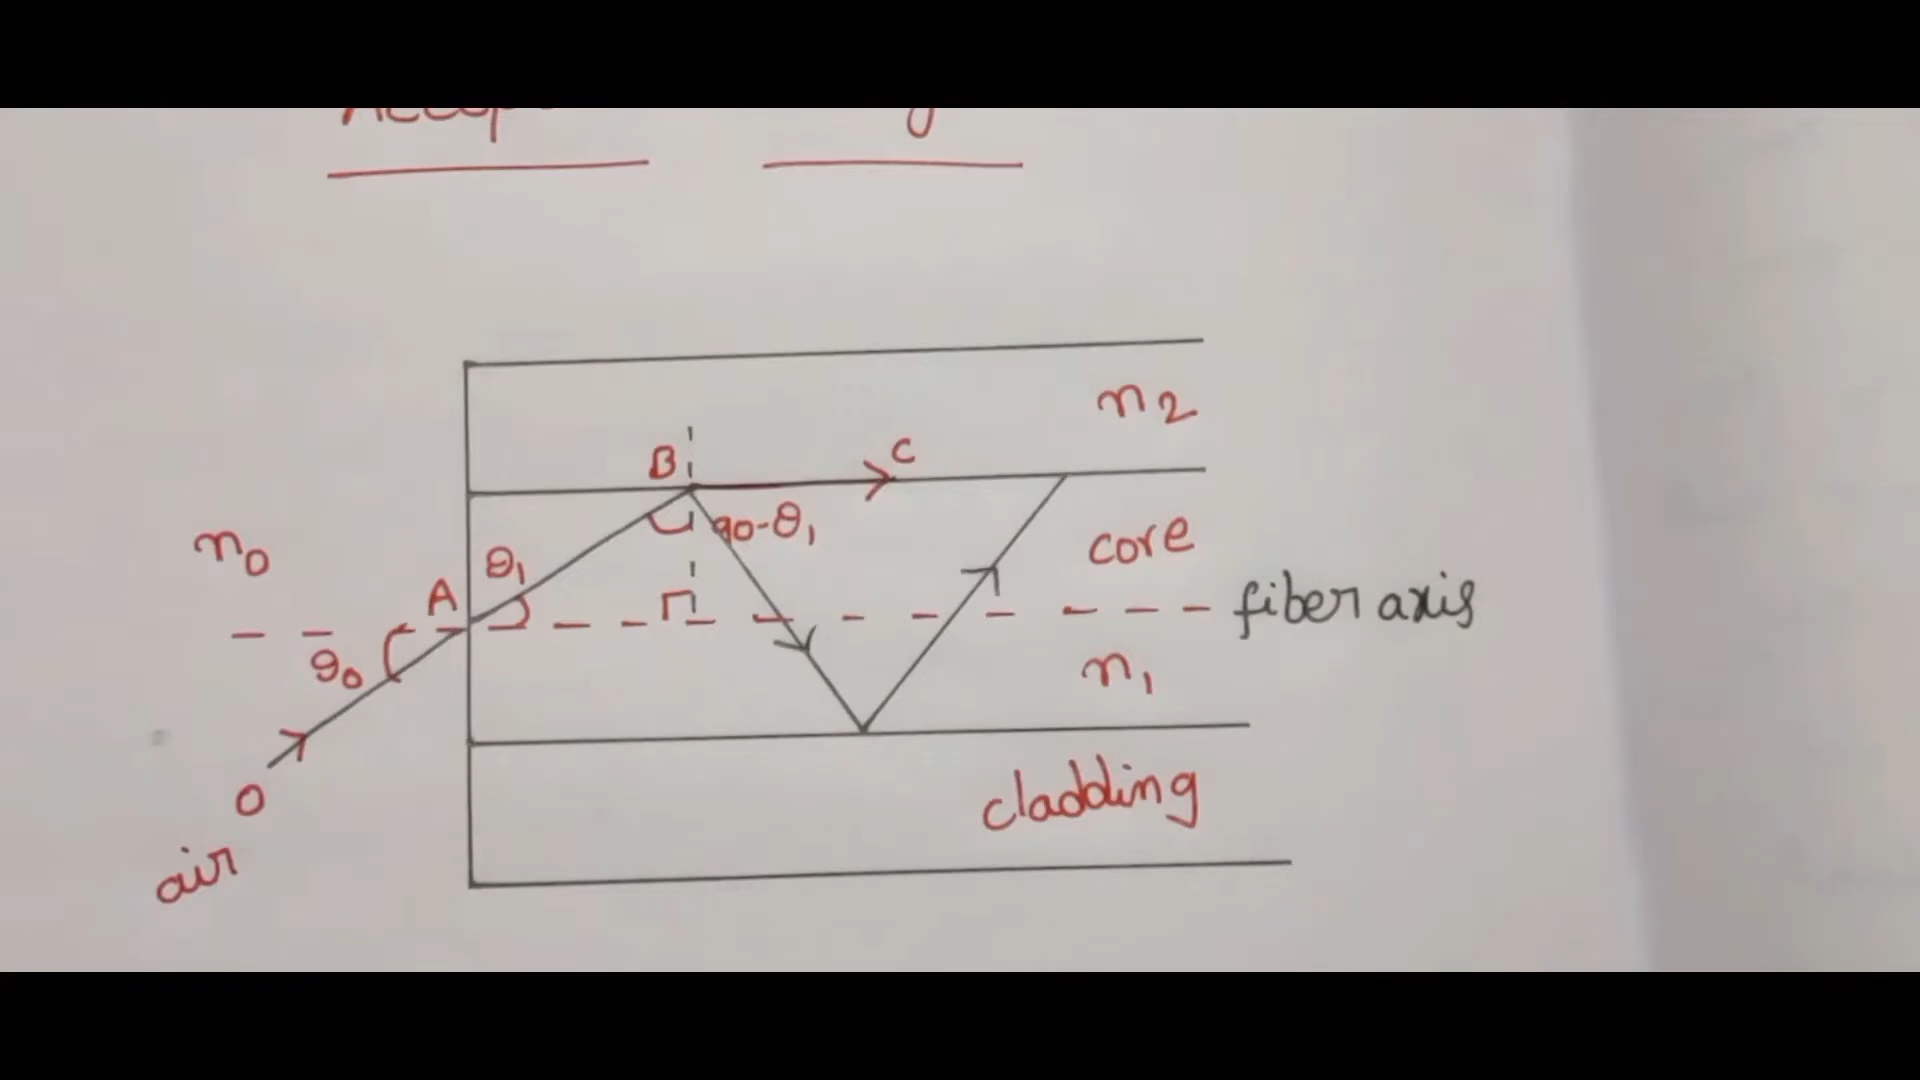 n2
B
C
90-θ1
n0
θ1
core
A
fiber axis
θ0
n1
O
cladding
air